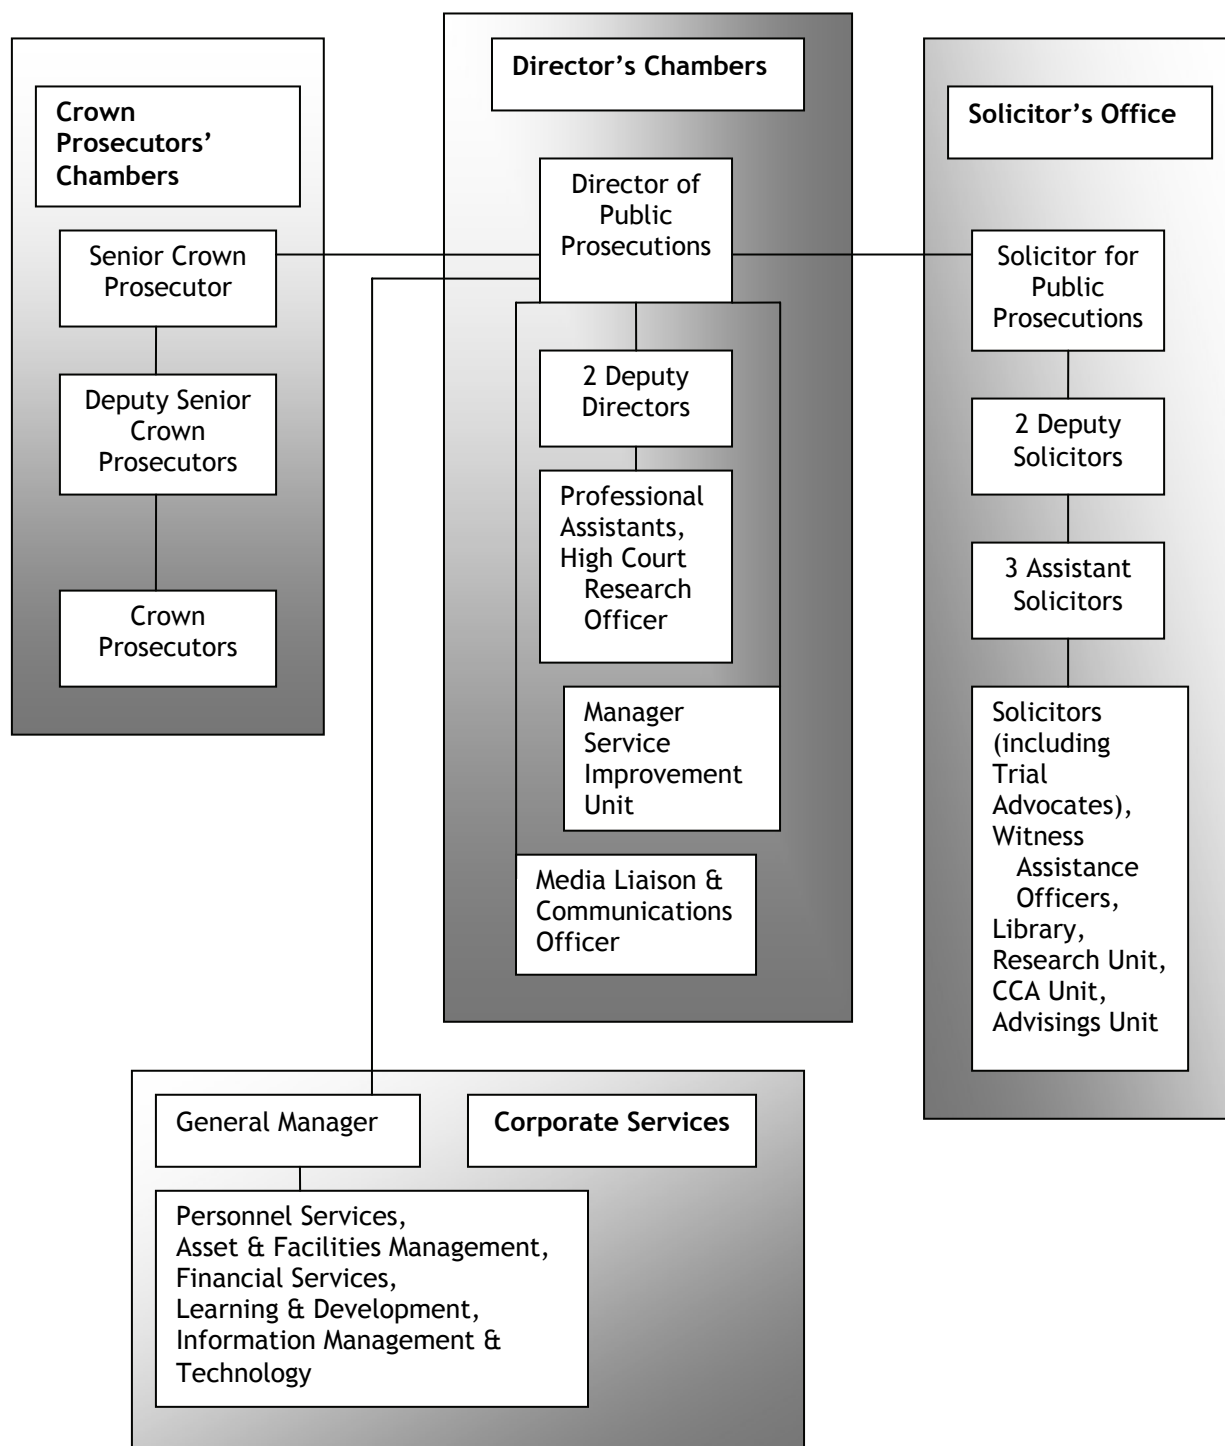 Crown
Prosecutors’
Chambers
Senior Crown
Prosecutor
Deputy Senior
Crown
Prosecutors
Crown
Prosecutors
Director’s Chambers
Director of
Public
Prosecutions
2 Deputy
Directors
Professional
Assistants,
High Court
Research
Officer
Manager
Service
Improvement
Unit
Media Liaison &
Communications
Officer
Solicitor’s Office
Solicitor for
Public
Prosecutions
2 Deputy
Solicitors
3 Assistant
Solicitors
Solicitors
(including
Trial
Advocates),
Witness
Assistance
Officers,
Library,
Research Unit,
CCA Unit,
Advisings Unit
General Manager
Corporate Services
Personnel Services,
Asset & Facilities Management,
Financial Services,
Learning & Development,
Information Management &
Technology